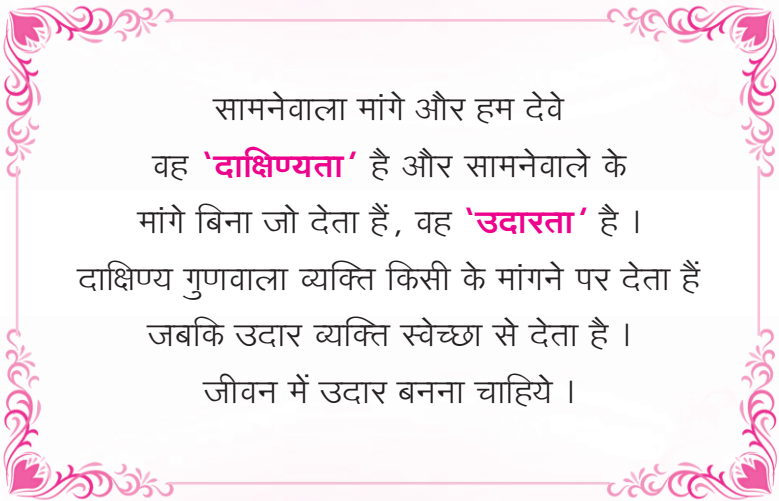 सामनेवाला मांगे और हम देवे
वह ‘दाक्षिण्यता’ है और सामनेवाले के
मांगे बिना जो देता हैं, वह ‘उदारता’ है ।
दाक्षिण्य गुणवाला व्यक्ति किसी के मांगने पर देता हैं
जबकि उदार व्यक्ति स्वेच्छा से देता है ।
जीवन में उदार बनना चाहिये ।